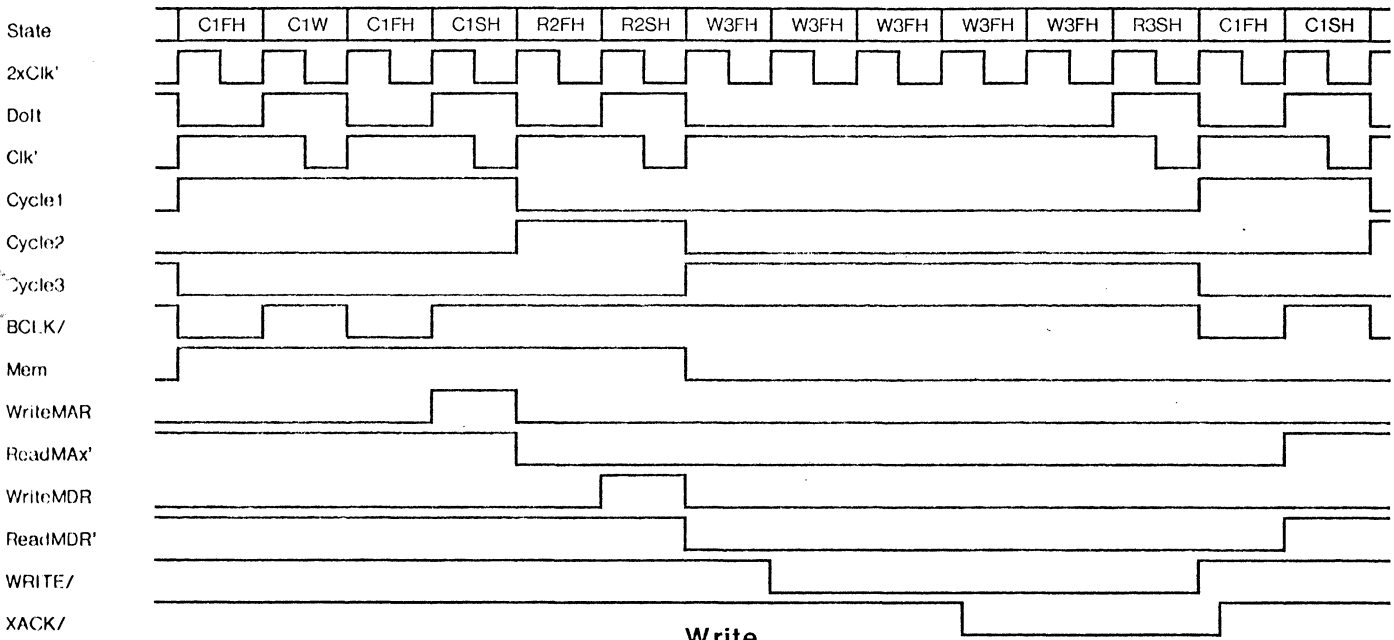 State C1FH C1W C1FH C1SH R2FH R2SH W3FH W3FH W3FH W3FH W3FH R3SH C1FH C1SH
2xClk'
DoIt
Clk'
Cycle1
Cycle2
Cycle3
BCLK/
Mem
WriteMAR
ReadMAx'
WriteMDR
ReadMDR'
WRITE/
XACK/
Write